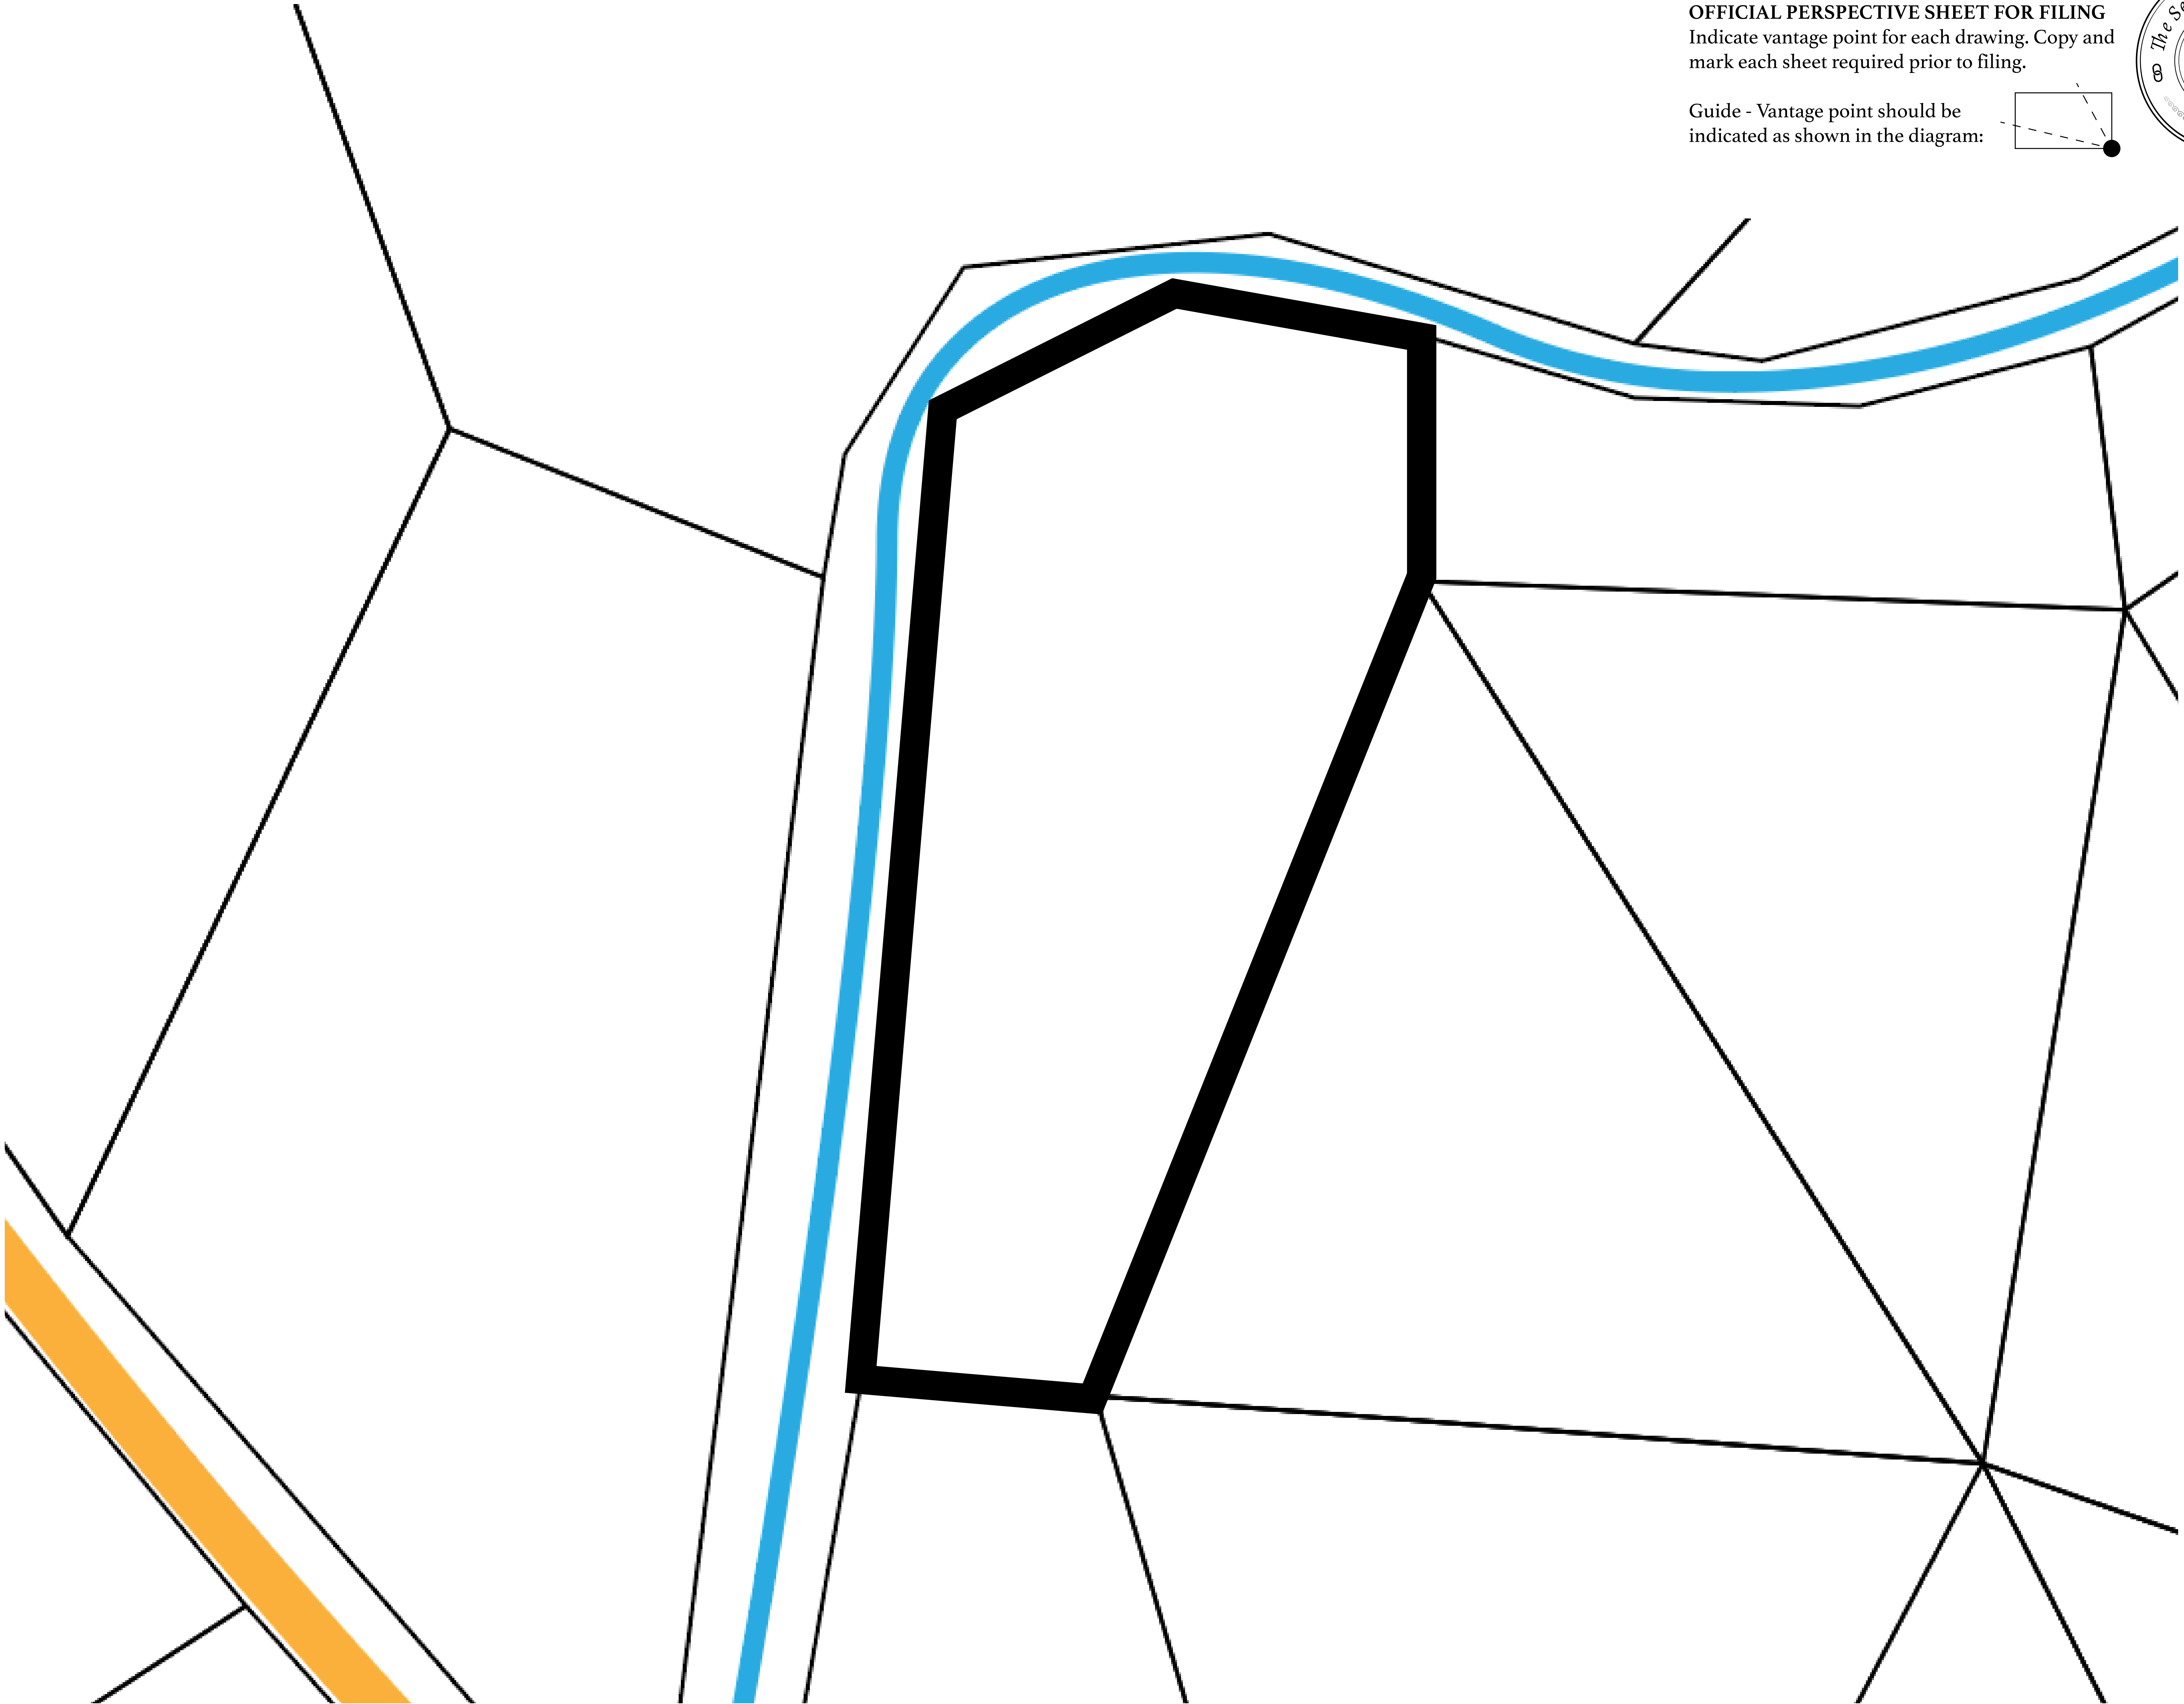 OFFICIAL PERSPECTIVE SHEET FOR FILING
Indicate vantage point for each drawing. Copy and
mark each sheet required prior to filing.
Guide - Vantage point should be
indicated as shown in the diagram:
The